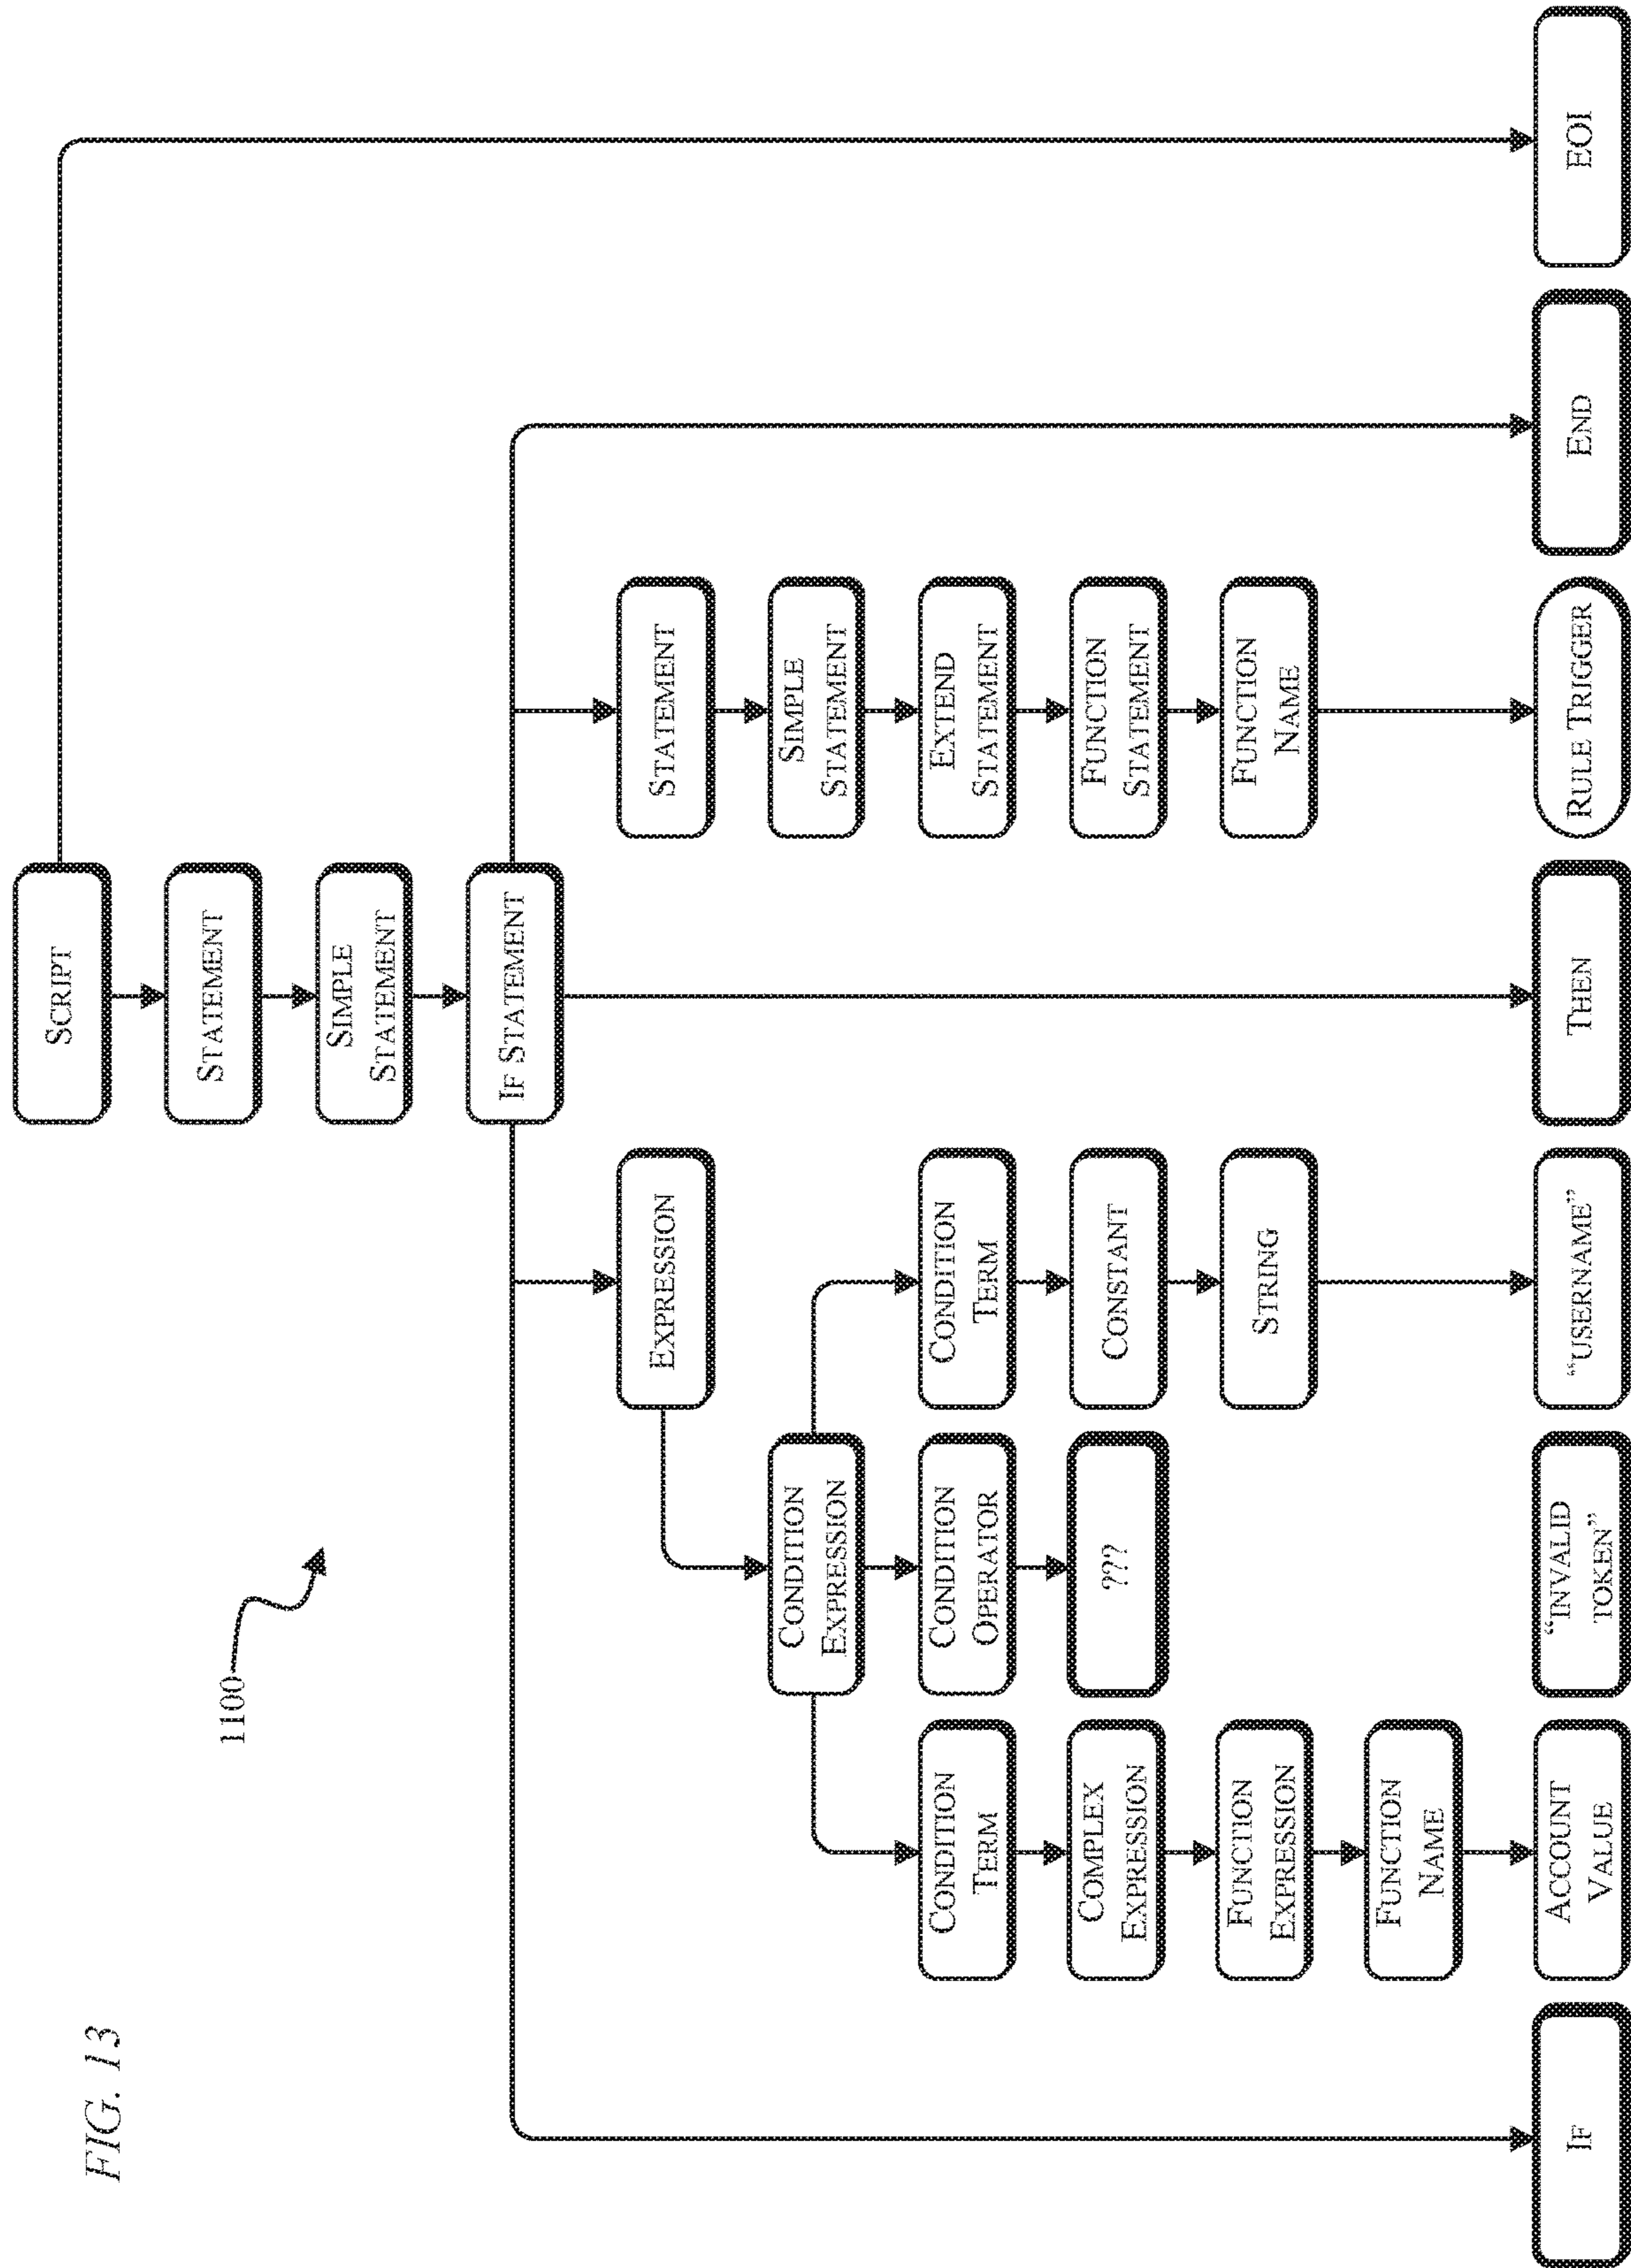 FIG. 13
1100
SCRIPT
STATEMENT
SIMPLE
STATEMENT
IF STATEMENT
EXPRESSION
STATEMENT
CONDITION
EXPRESSION
SIMPLE
STATEMENT
CONDITION
TERM
CONDITION
OPERATOR
CONDITION
TERM
EXTEND
STATEMENT
COMPLEX
EXPRESSION
???
CONSTANT
FUNCTION
STATEMENT
FUNCTION
EXPRESSION
STRING
FUNCTION
NAME
FUNCTION
NAME
IF
ACCOUNT
VALUE
“INVALID
TOKEN”
“USERNAME”
THEN
RULE TRIGGER
END
EOI